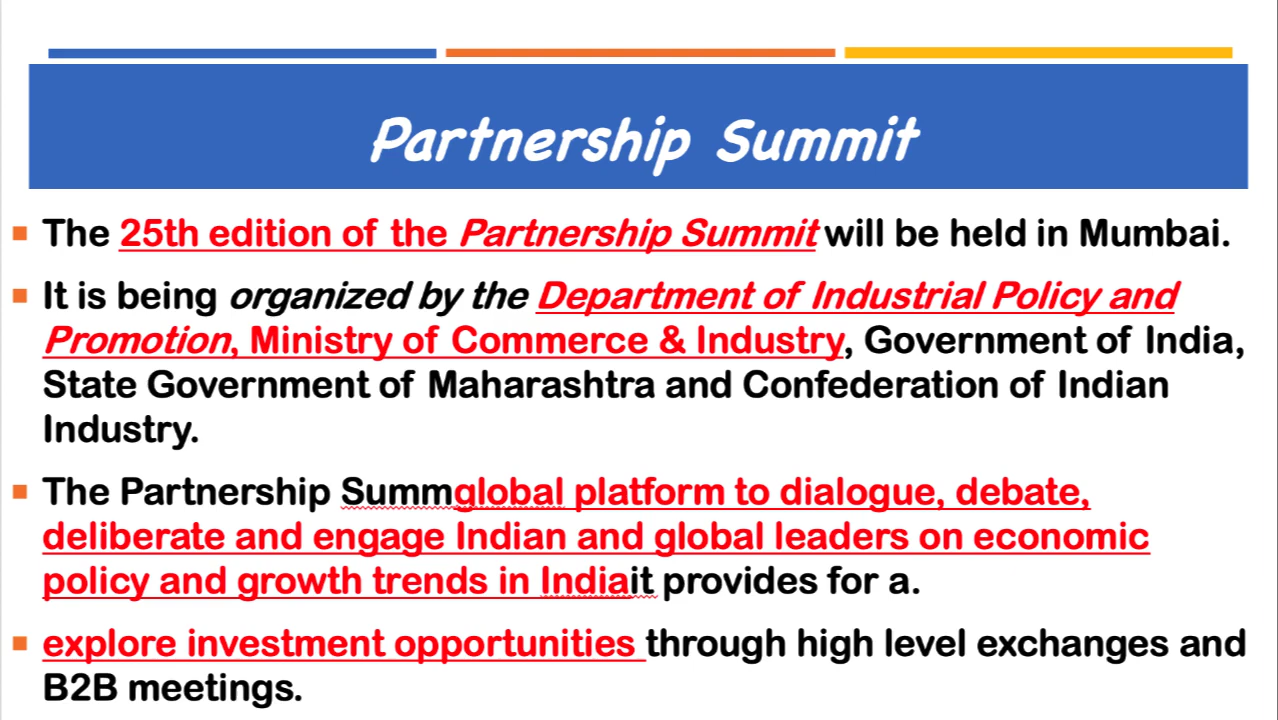 Partnership Summit
The 25th edition of the Partnership Summit will be held in Mumbai.
It is being organized by the Department of Industrial Policy and
Promotion, Ministry of Commerce & Industry, Government of India,
State Government of Maharashtra and Confederation of Indian
Industry.
The Partnership Summglobal platform to dialogue, debate,
deliberate and engage Indian and global leaders on economic
policy and growth trends in Indiait provides for a.
explore investment opportunities through high level exchanges and
B2B meetings.